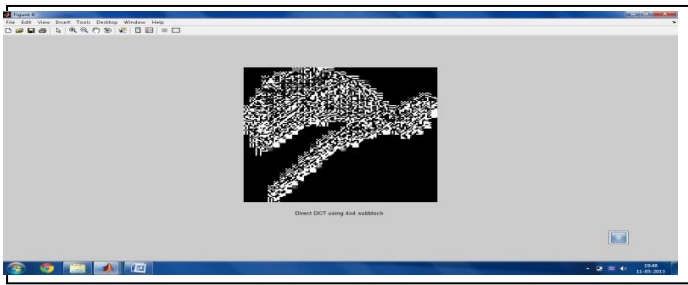 Figure 6
File Edit View Insert Tools Desktop Window Help
Direct DCT using 4x4 subblock
19:48
11-05-2013